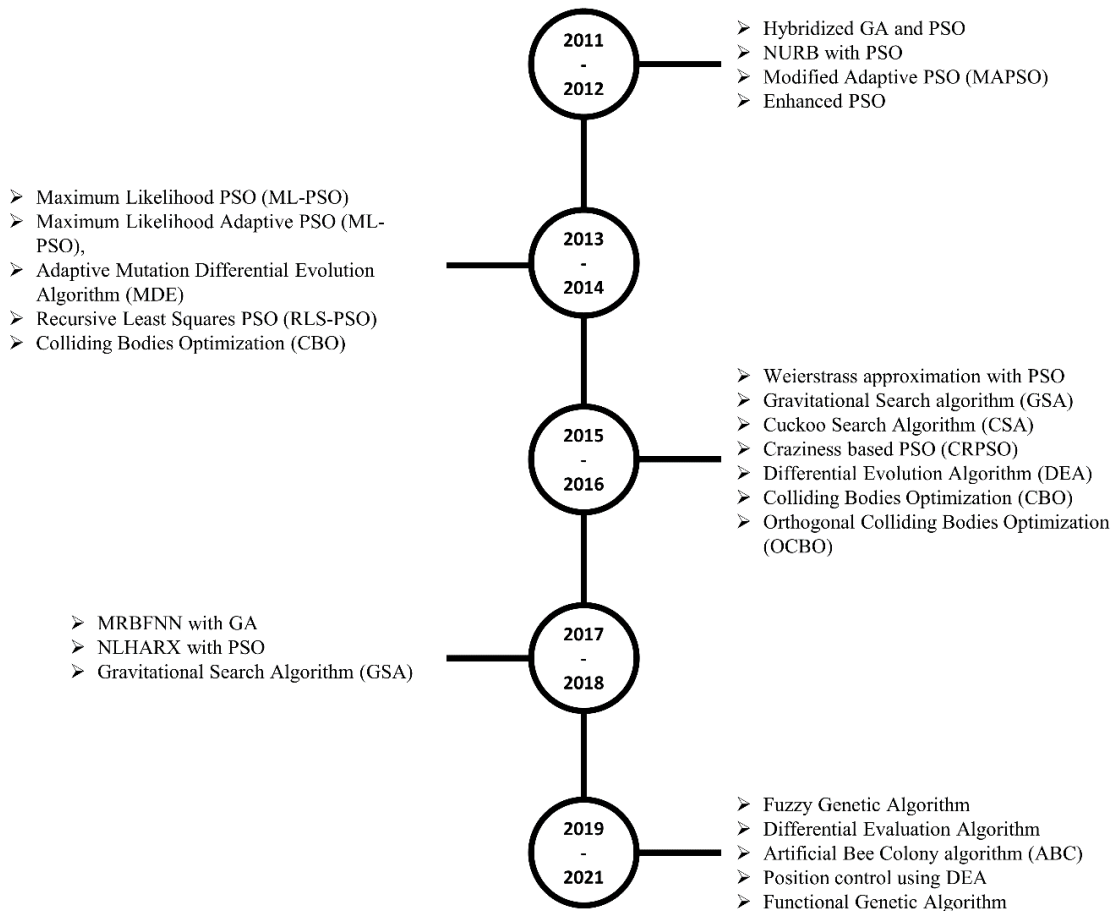 2011
-
2012
➢ Hybridized GA and PSO
➢ NURB with PSO
➢ Modified Adaptive PSO (MAPSO)
➢ Enhanced PSO
➢ Maximum Likelihood PSO (ML-PSO)
➢ Maximum Likelihood Adaptive PSO (ML-
PSO),
➢ Adaptive Mutation Differential Evolution
Algorithm (MDE)
➢ Recursive Least Squares PSO (RLS-PSO)
➢ Colliding Bodies Optimization (CBO)
2013
-
2014
2015
-
2016
➢ Weierstrass approximation with PSO
➢ Gravitational Search algorithm (GSA)
➢ Cuckoo Search Algorithm (CSA)
➢ Craziness based PSO (CRPSO)
➢ Differential Evolution Algorithm (DEA)
➢ Colliding Bodies Optimization (CBO)
➢ Orthogonal Colliding Bodies Optimization
(OCBO)
➢ MRBFNN with GA
➢ NLHARX with PSO
➢ Gravitational Search Algorithm (GSA)
2017
-
2018
2019
-
2021
➢ Fuzzy Genetic Algorithm
➢ Differential Evaluation Algorithm
➢ Artificial Bee Colony algorithm (ABC)
➢ Position control using DEA
➢ Functional Genetic Algorithm